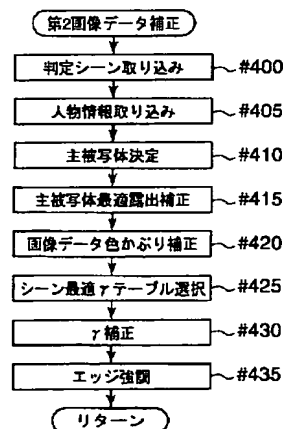 第2画像データ補正
判定シーン取り込み #400
人物情報取り込み #405
主被写体決定 #410
主被写体最適露出補正 #415
画像データ色かぶり補正 #420
シーン最適γテーブル選択 #425
γ補正 #430
エッジ強調 #435
リターン